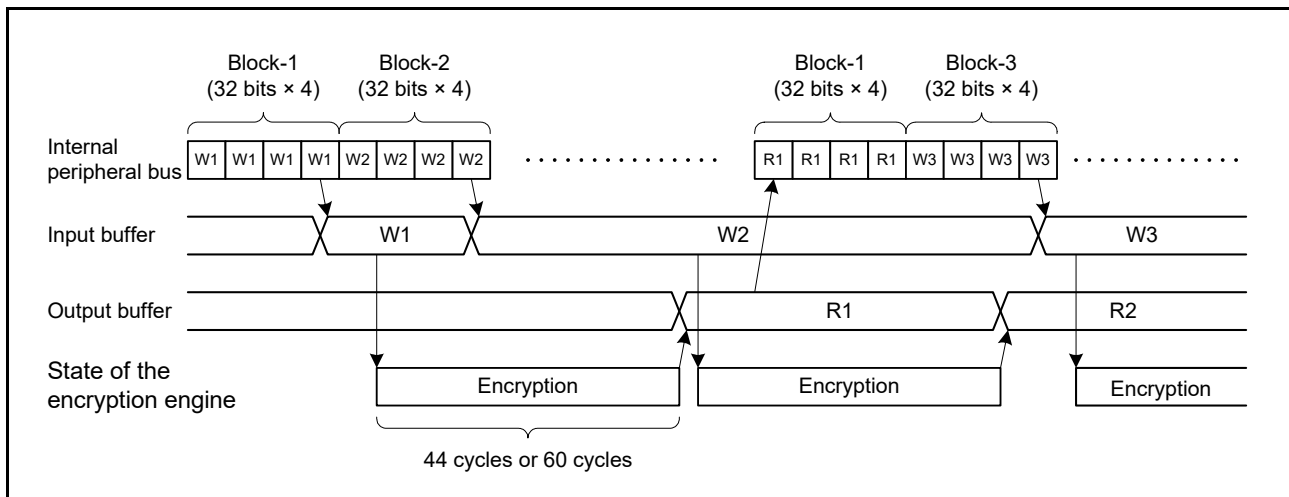 Block-1
(32 bits × 4)
Block-2
(32 bits × 4)
Block-1
(32 bits × 4)
Block-3
(32 bits × 4)
Internal
peripheral bus
W1 W1 W1 W1 W2 W2 W2 W2
R1 R1 R1 R1 W3 W3 W3 W3
Input buffer
W1
W2
W3
Output buffer
R1
R2
State of the
encryption engine
Encryption
Encryption
Encryption
44 cycles or 60 cycles